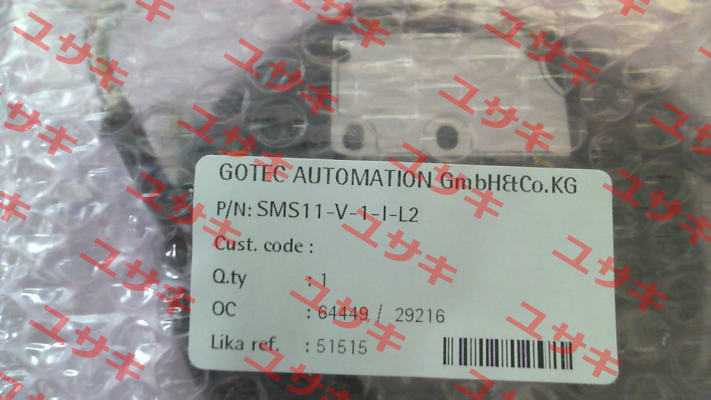 GOTEC AUTOMATION GmbH&Co.KG
P/N: SMS11-V-1-I-L2
Cust. code :
Q.ty : 1
OC : 64449 / 29216
Lika ref. : 51515
ユサキ